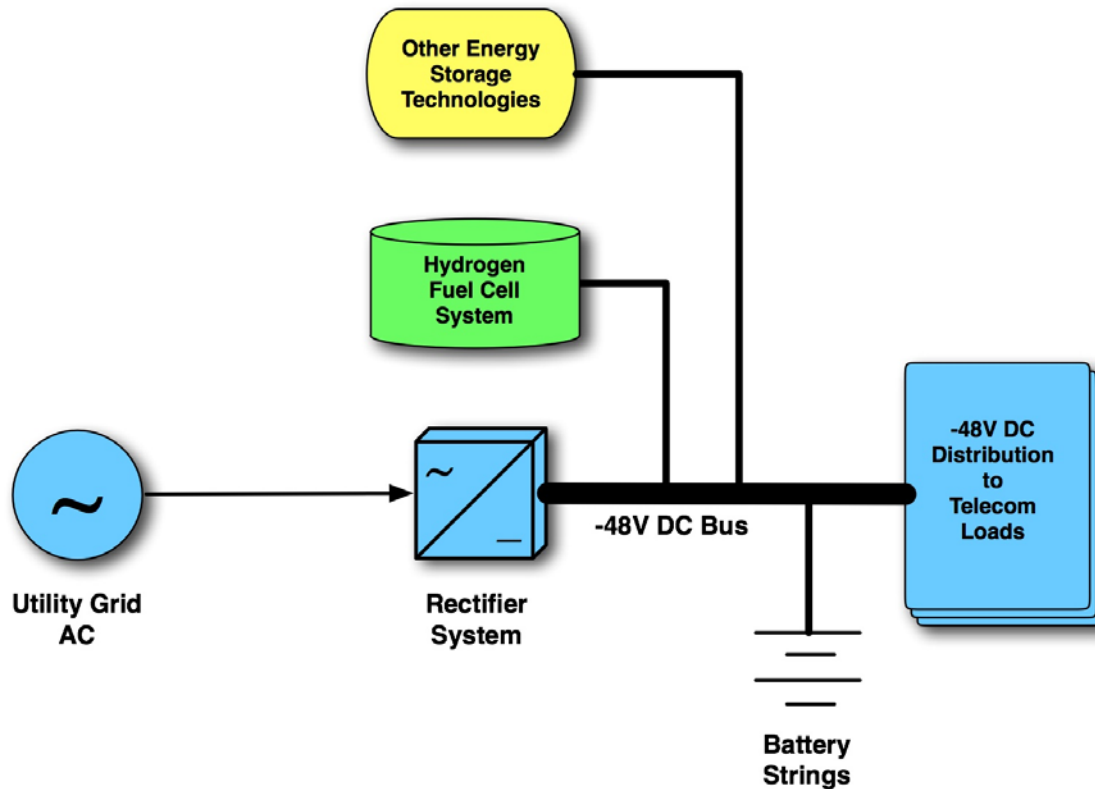 Other Energy
Storage
Technologies
Hydrogen
Fuel Cell
System
~
~
-48V DC Bus
-48V DC
Distribution
to
Telecom
Loads
Utility Grid
AC
Rectifier
System
Battery
Strings